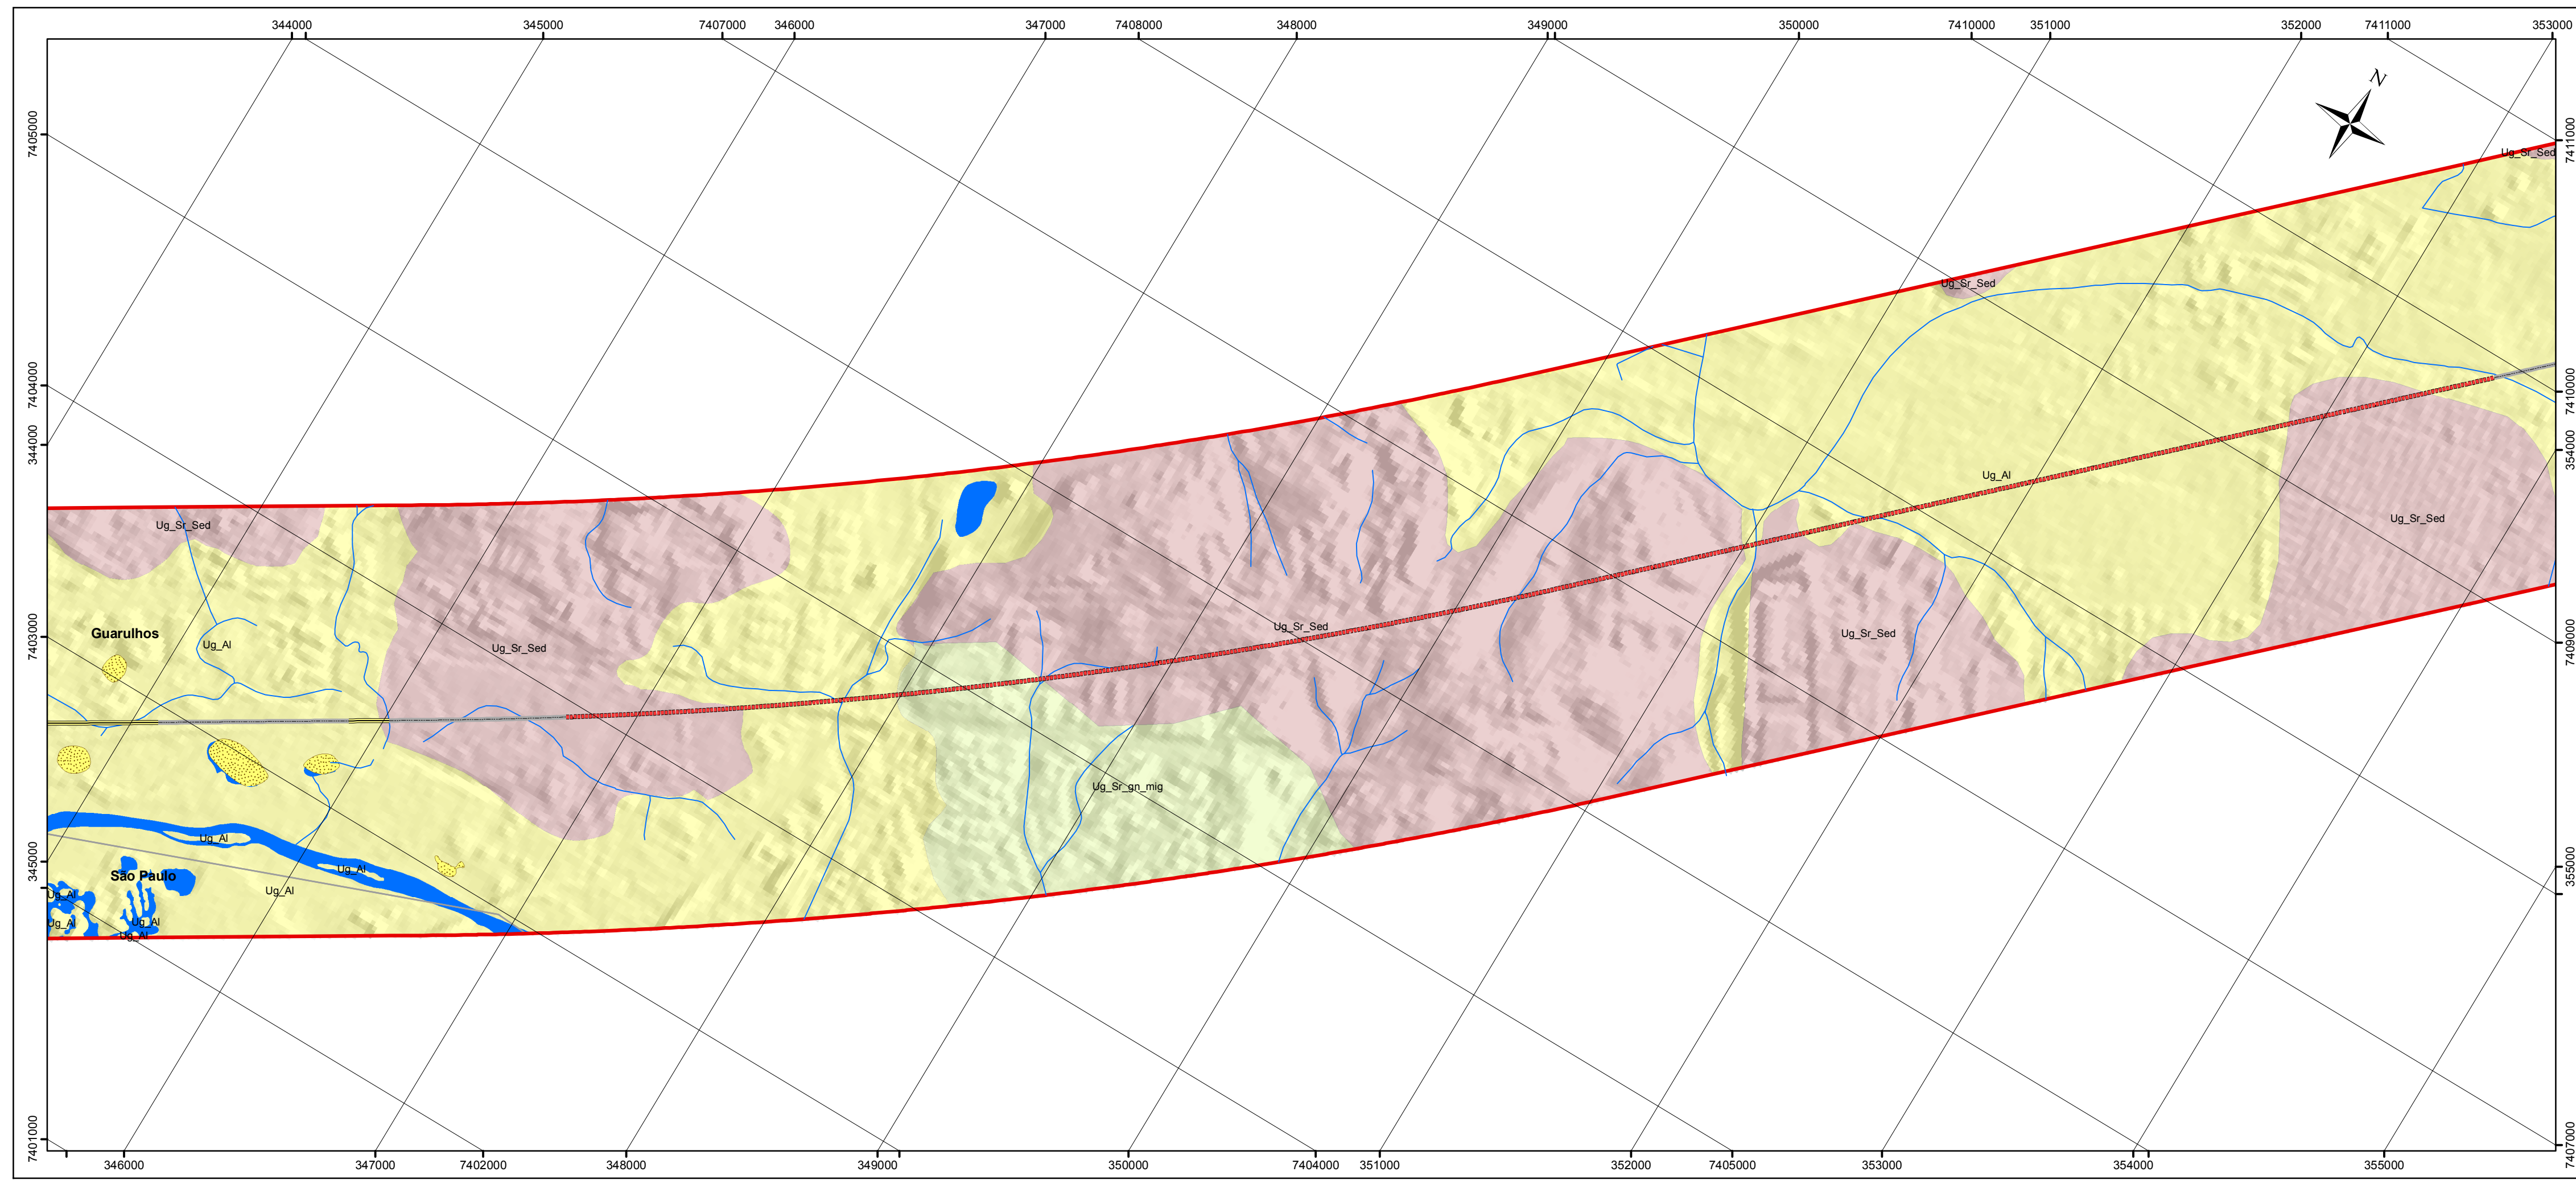 344000 345000 7407000 346000 347000 7408000 348000 349000 350000 7410000 351000 352000 7411000 353000
N
7405000
7411000
Ug_Sr_Sed
Ug_Sr_Sed
7404000
7410000
344000
354000
Ug_Al
Ug_Sr_Sed
Ug_Sr_Sed
Guarulhos
Ug_Al
Ug_Sr_Sed
Ug_Sr_Sed
Ug_Sr_Sed
7403000
7409000
Ug_Sr_gn_mig
Ug_Al
Ug_Al
São Paulo
Ug_Al
345000
355000
Ug_Al
Ug_Al
Ug_Al
Ug_Al
7401000
7407000
346000 347000 7402000 348000 349000 350000 7404000 351000 352000 7405000 353000 354000 355000